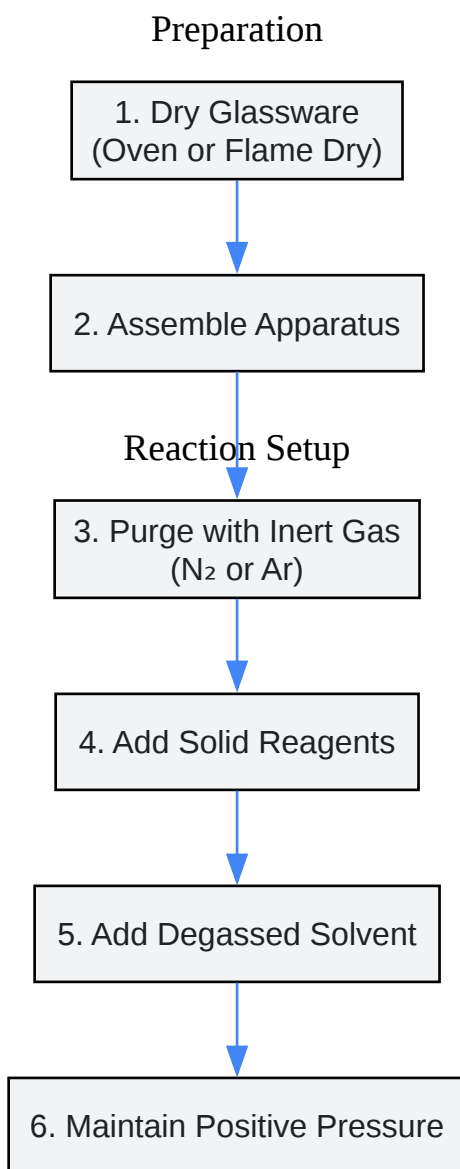 Preparation
1. Dry Glassware
(Oven or Flame Dry)
2. Assemble Apparatus
Reaction Setup
3. Purge with Inert Gas
(N₂ or Ar)
4. Add Solid Reagents
5. Add Degassed Solvent
6. Maintain Positive Pressure